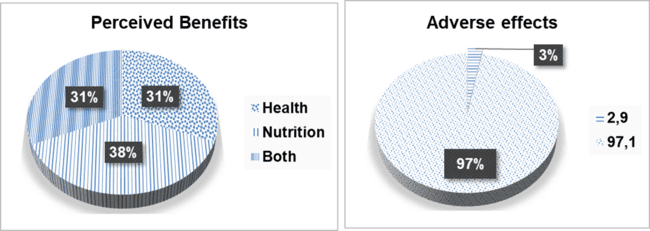 Perceived Benefits
31%
31%
38%
Health
Nutrition
Both
Adverse effects
3%
97%
2,9
97,1